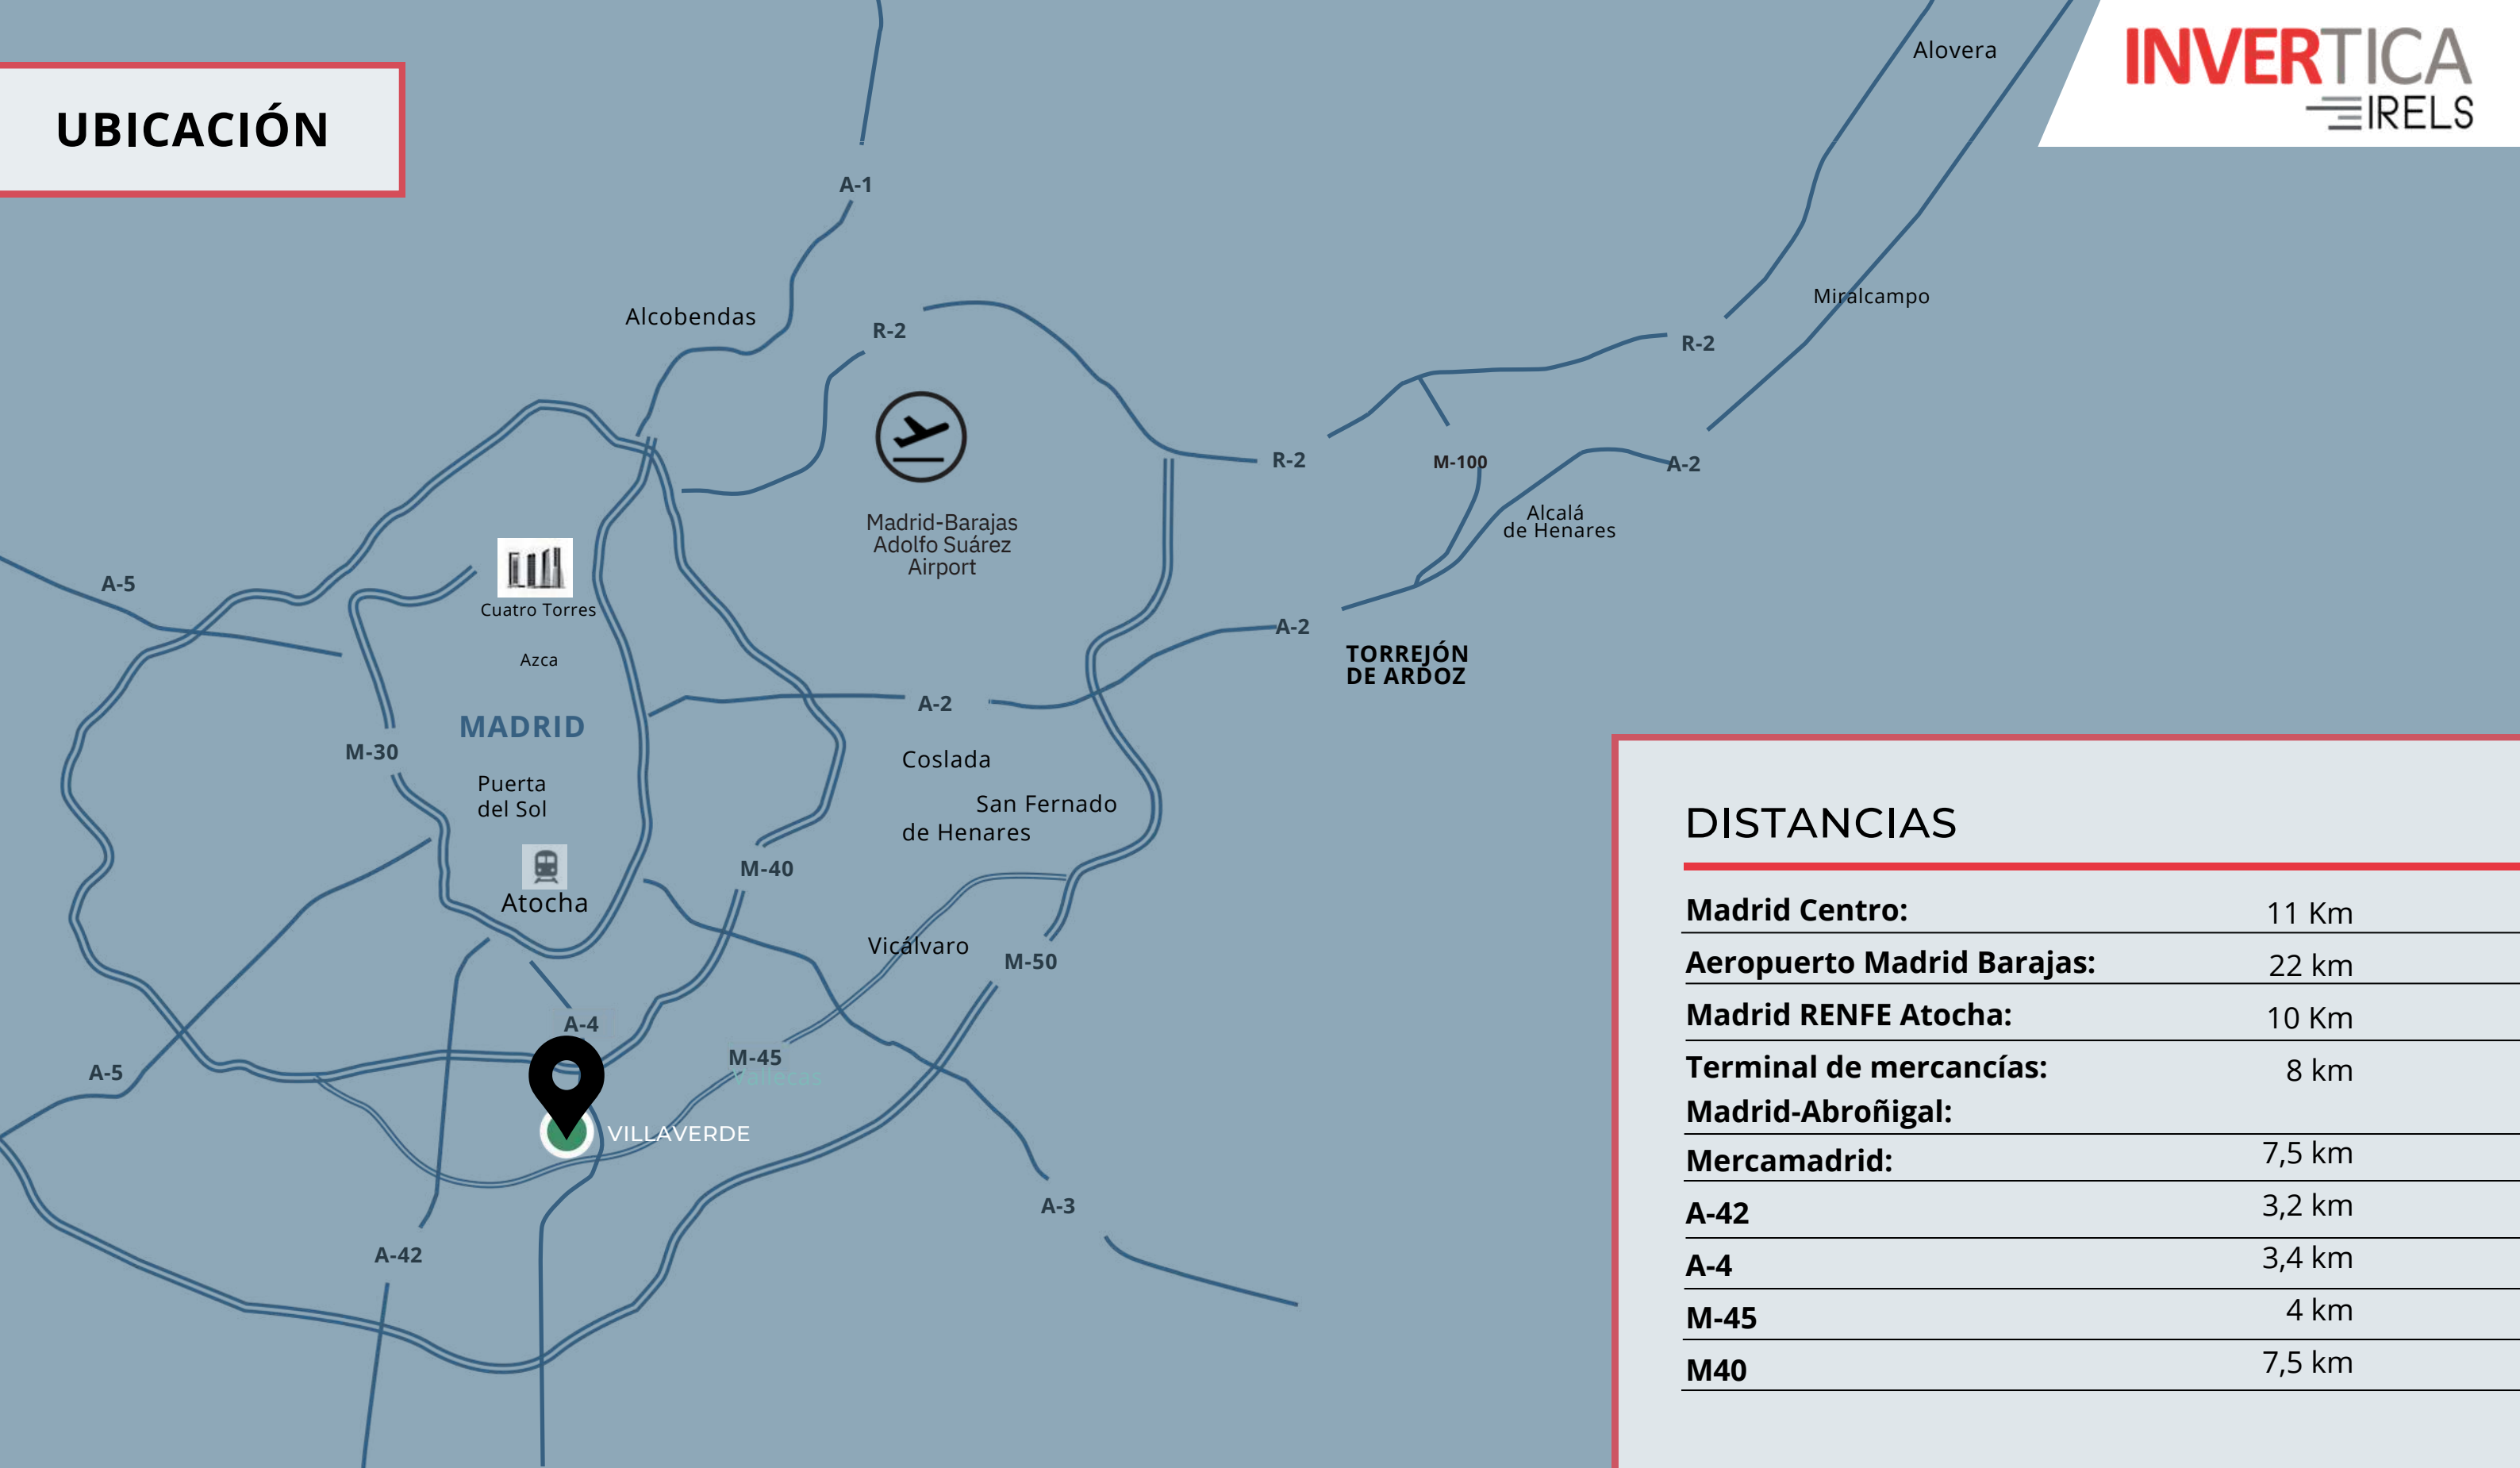 UBICACIÓN
INVERTICA
IRELS
Alovera
A-1
Miralcampo
Alcobendas
R-2
R-2
R-2
M-100
A-2
Alcalá
de Henares
Madrid-Barajas
Adolfo Suárez
Airport
A-5
Cuatro Torres
A-2
Azca
TORREJÓN
DE ARDOZ
A-2
MADRID
M-30
Coslada
Puerta
del Sol
San Fernado
de Henares
M-40
Atocha
Vicálvaro
M-50
A-4
M-45
Vallecas
A-5
VILLAVERDE
A-3
A-42
DISTANCIAS
Madrid Centro: 11 Km
Aeropuerto Madrid Barajas: 22 km
Madrid RENFE Atocha: 10 Km
Terminal de mercancías: 8 km
Madrid-Abroñigal:
Mercamadrid: 7,5 km
A-42 3,2 km
A-4 3,4 km
M-45 4 km
M40 7,5 km